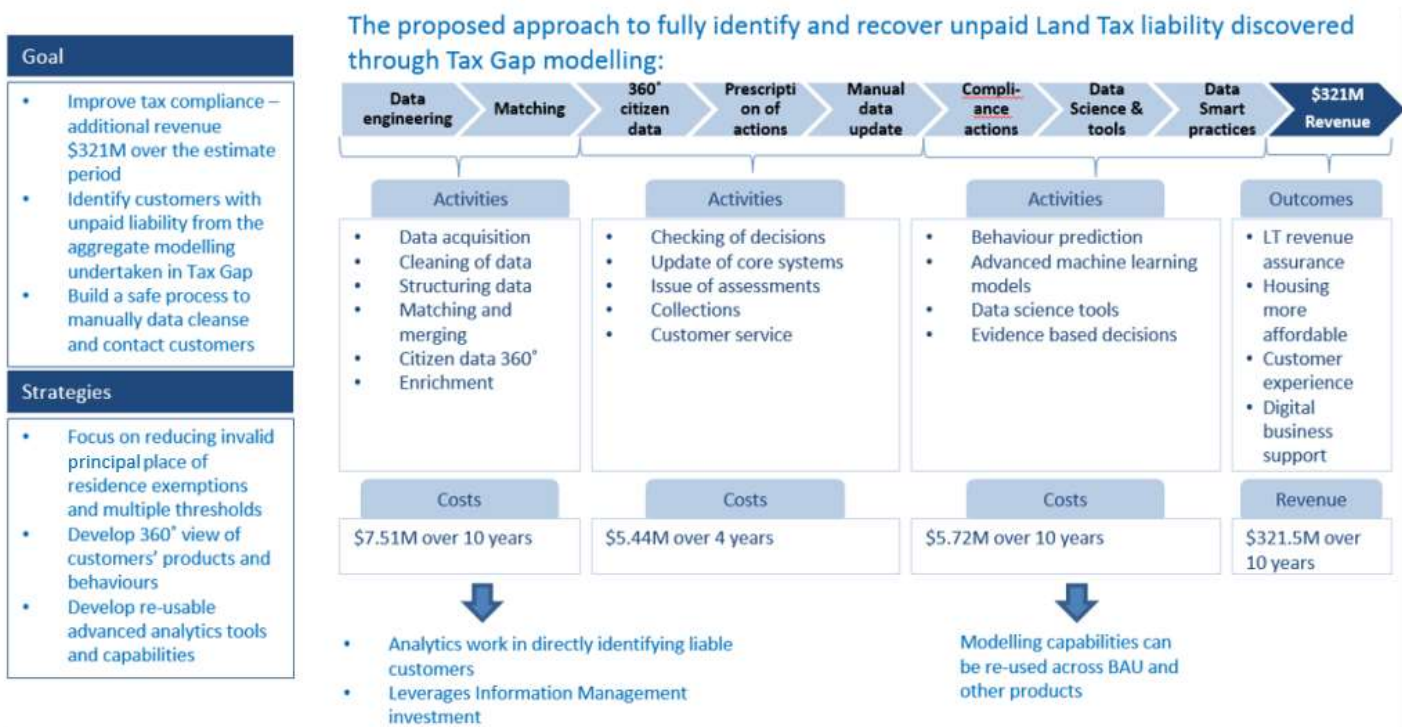 The proposed approach to fully identify and recover unpaid Land Tax liability discovered
through Tax Gap modelling:
Goal
• Improve tax compliance –
additional revenue
$321M over the estimate
period
• Identify customers with
unpaid liability from the
aggregate modelling
undertaken in Tax Gap
• Build a safe process to
manually data cleanse
and contact customers
Strategies
• Focus on reducing invalid
principal place of
residence exemptions
and multiple thresholds
• Develop 360° view of
customers' products and
behaviours
• Develop re-usable
advanced analytics tools
and capabilities
Data
engineering
Matching
360°
citizen
data
Prescripti
on of
actions
Manual
data
update
Compli-
ance
actions
Data
Science &
tools
Data
Smart
practices
$321M
Revenue
Activities
• Data acquisition
• Cleaning of data
• Structuring data
• Matching and
merging
• Citizen data 360°
• Enrichment
Activities
• Checking of decisions
• Update of core systems
• Issue of assessments
• Collections
• Customer service
Activities
• Behaviour prediction
• Advanced machine learning
models
• Data science tools
• Evidence based decisions
Outcomes
• LT revenue
assurance
• Housing
more
affordable
• Customer
experience
• Digital
business
support
Costs
$7.51M over 10 years
Costs
$5.44M over 4 years
Costs
$5.72M over 10 years
Revenue
$321.5M over
10 years
• Analytics work in directly identifying liable
customers
• Leverages Information Management
investment
Modelling capabilities can
be re-used across BAU and
other products